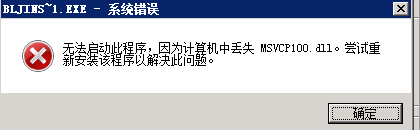 BLJINS~1.EXE - 系统错误
无法启动此程序，因为计算机中丢失 MSVCP100.dll。尝试重
新安装该程序以解决此问题。
确定